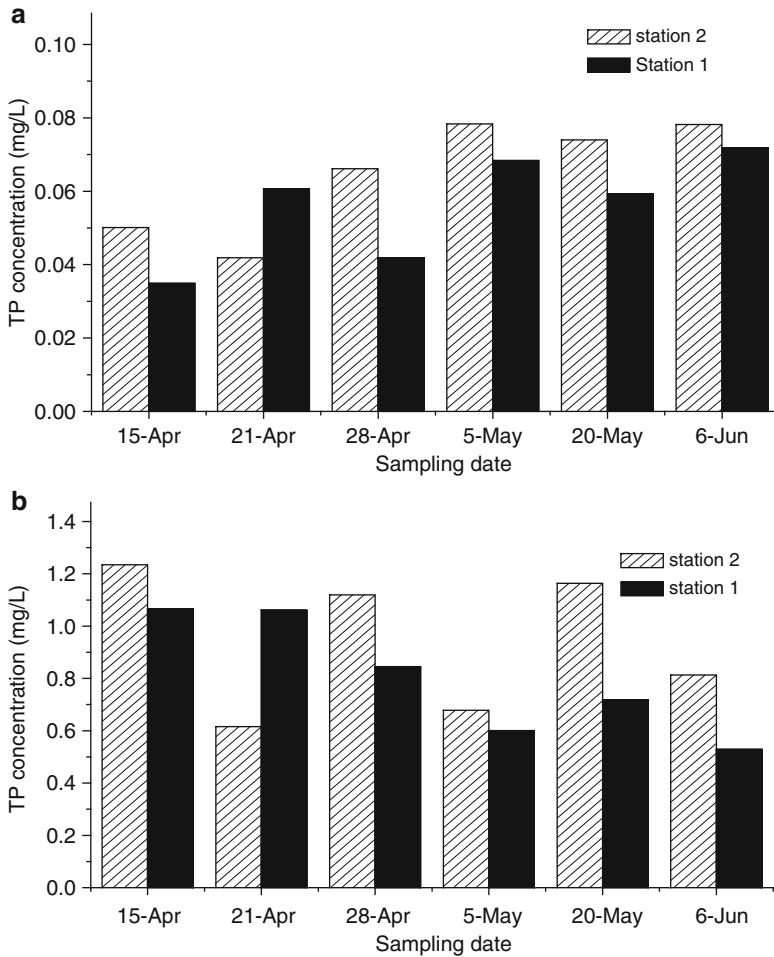 a
station 2
Station 1
TP concentration (mg/L)
0.10
0.08
0.06
0.04
0.02
0.00
15-Apr 21-Apr 28-Apr 5-May 20-May 6-Jun
Sampling date
b
station 2
station 1
TP concentration (mg/L)
1.4
1.2
1.0
0.8
0.6
0.4
0.2
0.0
15-Apr 21-Apr 28-Apr 5-May 20-May 6-Jun
Sampling date